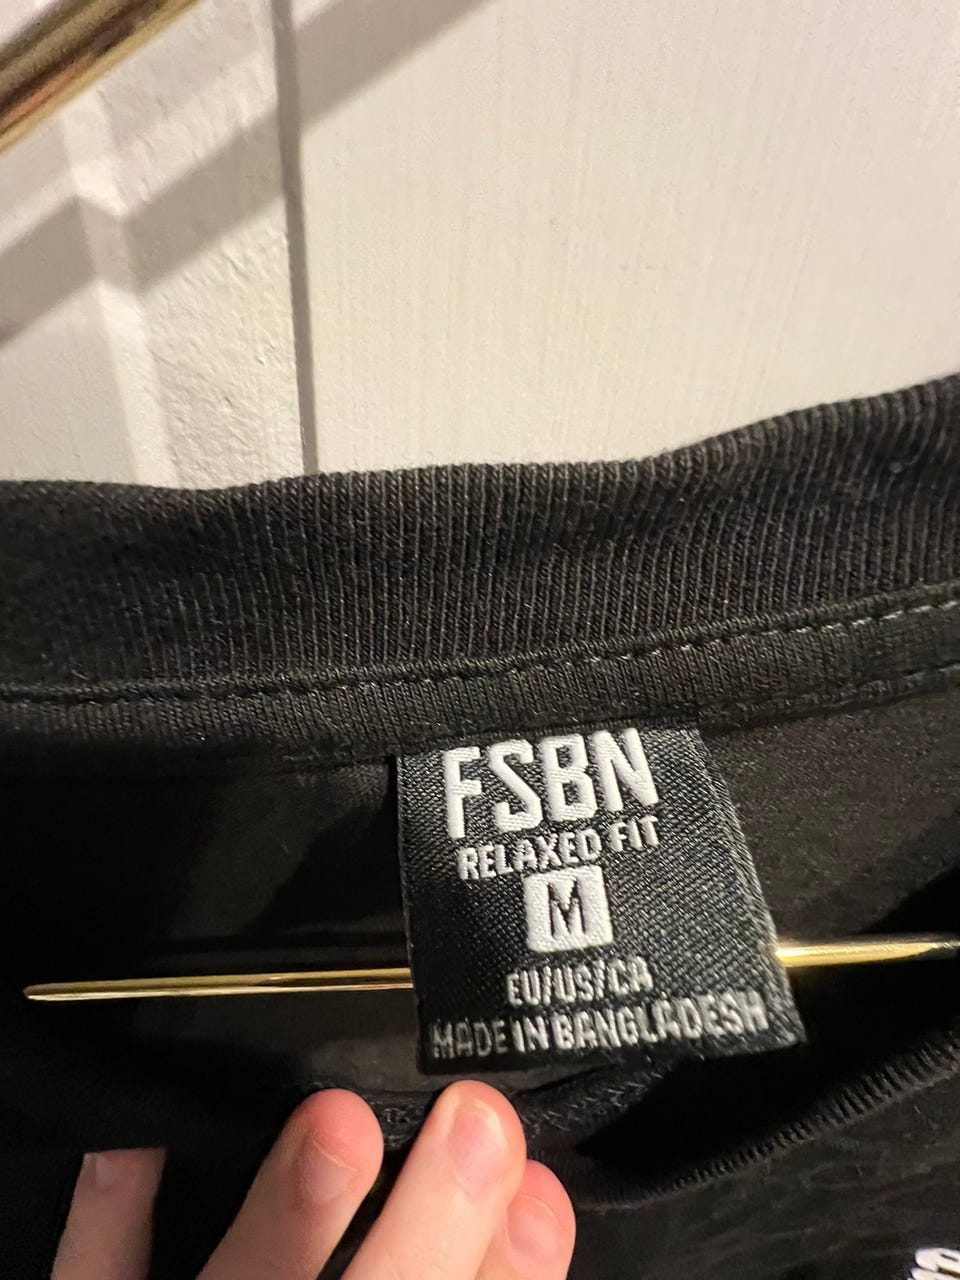 FSBN
RELAXED FIT
M
EU/US/CA
MADE IN BANGLADESH